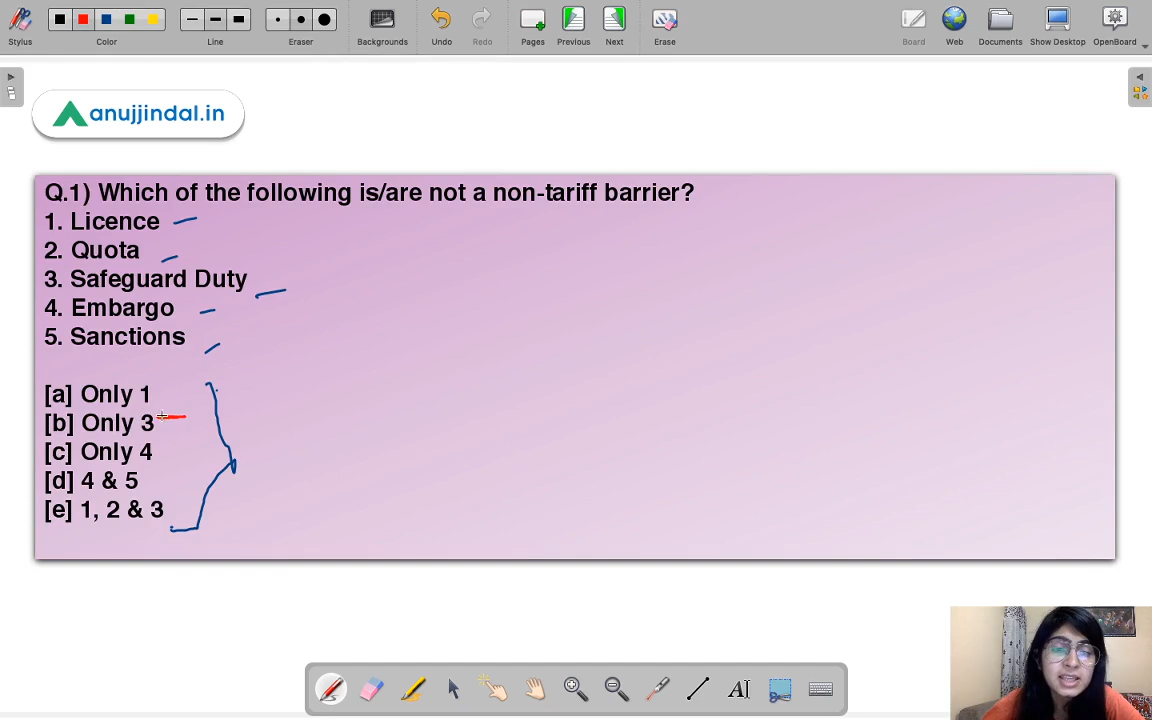 Stylus
Color
Line
Eraser
Backgrounds
Undo
Redo
Pages
Previous
Next
Erase
Board
Web
Documents
Show Desktop
OpenBoard
anujjindal.in
Q.1) Which of the following is/are not a non-tariff barrier?
1. Licence
2. Quota
3. Safeguard Duty
4. Embargo
5. Sanctions
[a] Only 1
[b] Only 3
[c] Only 4
[d] 4 & 5
[e] 1, 2 & 3
AI